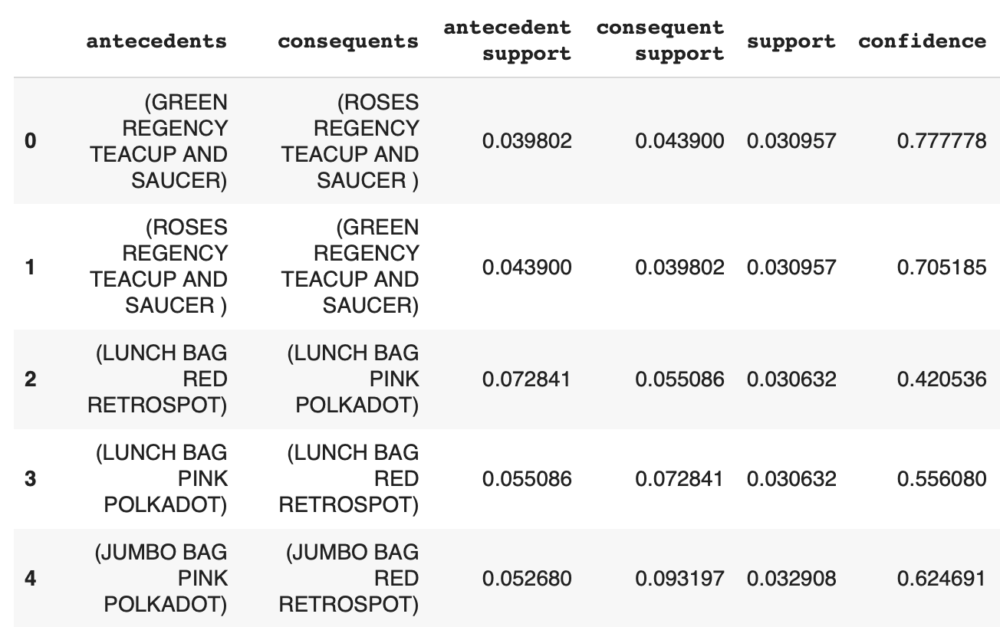 antecedents consequents antecedent support consequent support support confidence
0 (GREEN REGENCY TEACUP AND SAUCER) (ROSES REGENCY TEACUP AND SAUCER ) 0.039802 0.043900 0.030957 0.777778
1 (ROSES REGENCY TEACUP AND SAUCER ) (GREEN REGENCY TEACUP AND SAUCER) 0.043900 0.039802 0.030957 0.705185
2 (LUNCH BAG RED RETROSPOT) (LUNCH BAG PINK POLKADOT) 0.072841 0.055086 0.030632 0.420536
3 (LUNCH BAG PINK POLKADOT) (LUNCH BAG RED RETROSPOT) 0.055086 0.072841 0.030632 0.556080
4 (JUMBO BAG PINK POLKADOT) (JUMBO BAG RED RETROSPOT) 0.052680 0.093197 0.032908 0.624691